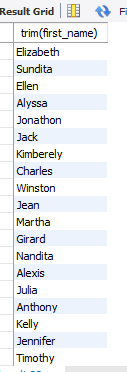 Result Grid
Fi
trim(first_name)
Elizabeth
Sundita
Ellen
Alyssa
Jonathon
Jack
Kimberely
Charles
Winston
Jean
Martha
Girard
Nandita
Alexis
Julia
Anthony
Kelly
Jennifer
Timothy